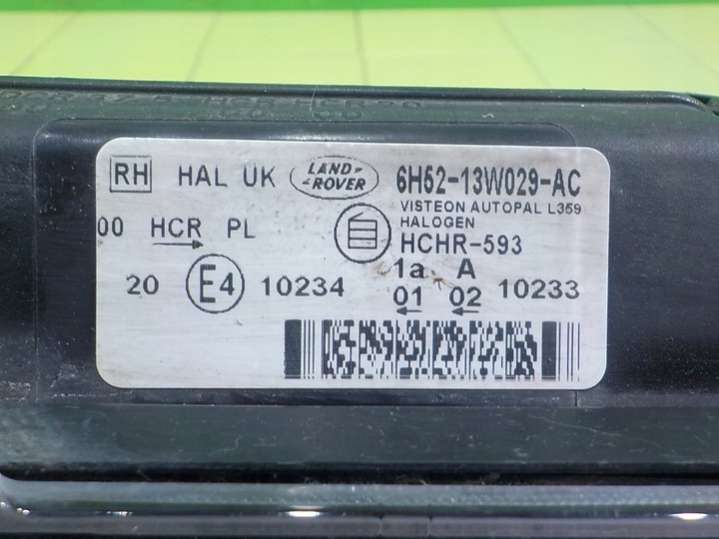 RH HAL UK LAND-ROVER 6H52-13W029-AC
VISTEON AUTOPAL L359
HALOGEN
00 HCR PL HCHR-593
1a A
20 E4 10234 01 02 10233